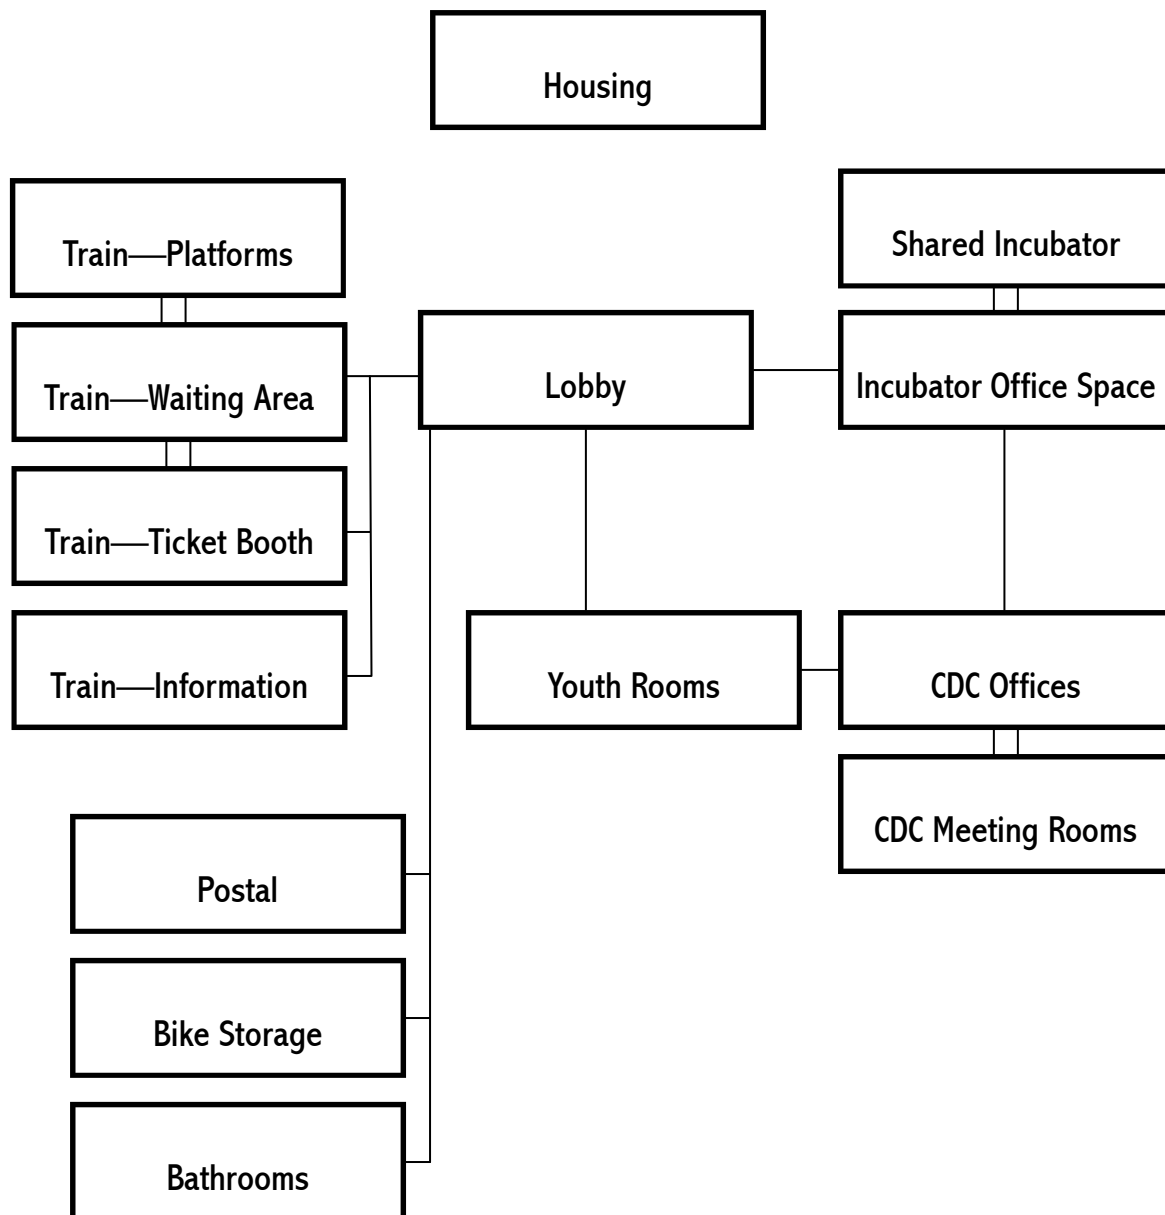 Housing
Train—Platforms
Shared Incubator
Train—Waiting Area
Lobby
Incubator Office Space
Train—Ticket Booth
Train—Information
Youth Rooms
CDC Offices
CDC Meeting Rooms
Postal
Bike Storage
Bathrooms